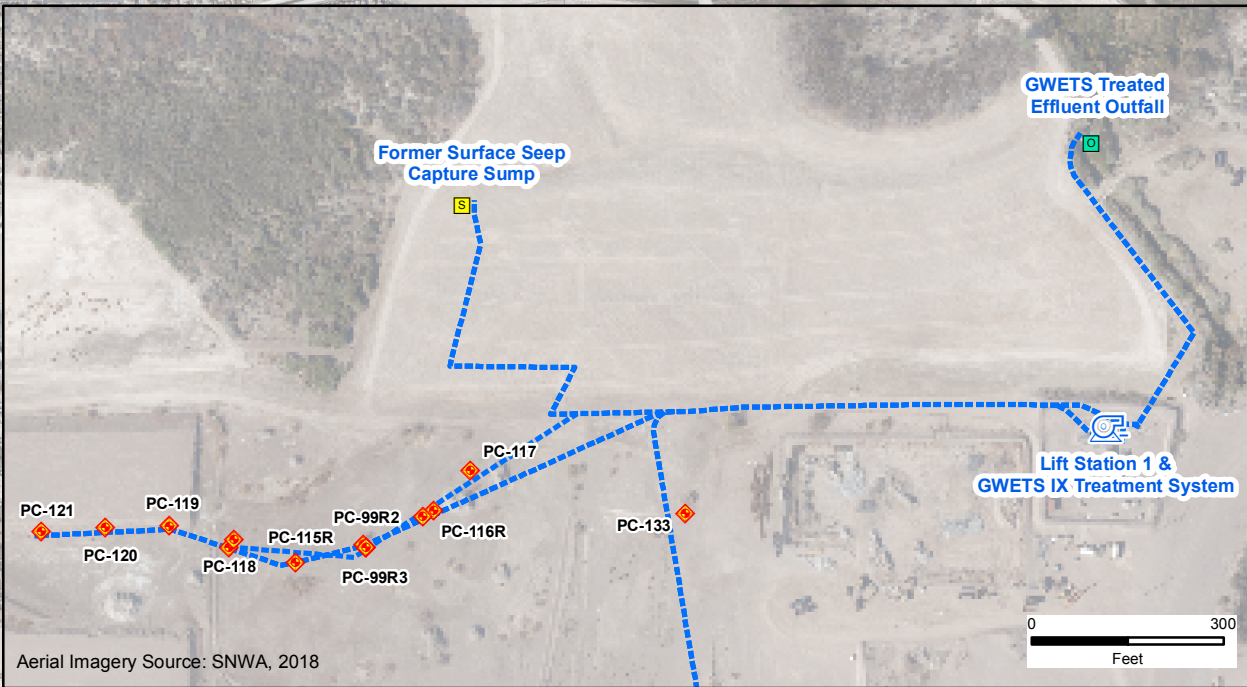 GWETS Treated
Effluent Outfall
O
Former Surface Seep
Capture Sump
S
PC-117
Lift Station 1 &
GWETS IX Treatment System
PC-121
PC-119
PC-99R2
PC-116R
PC-133
PC-120
PC-118
PC-115R
PC-99R3
0
300
Feet
Aerial Imagery Source: SNWA, 2018